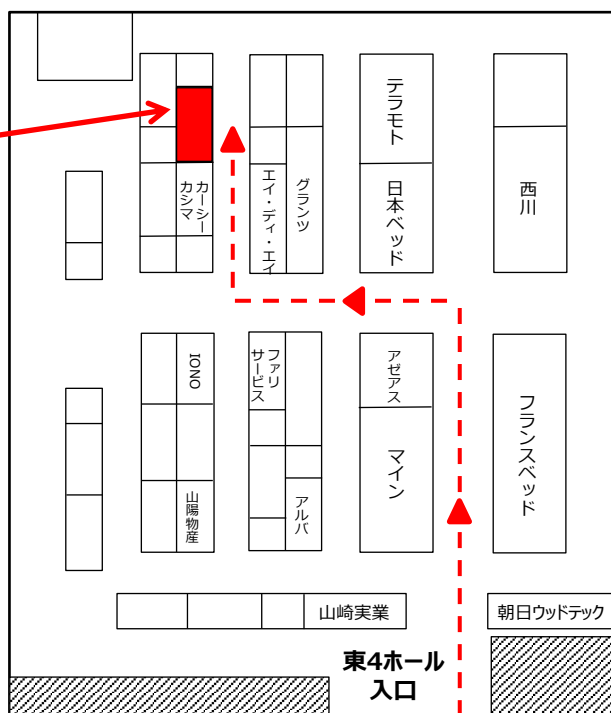 テラモト
西川
カーシー
カシマ
エイ・ディ・エイ
グランツ
日本ベッド
IONO
ファリ
サービス
アゼアス
フランスベッド
マイン
山陽物産
アルバ
山崎実業
朝日ウッドテック
東4ホール
入口